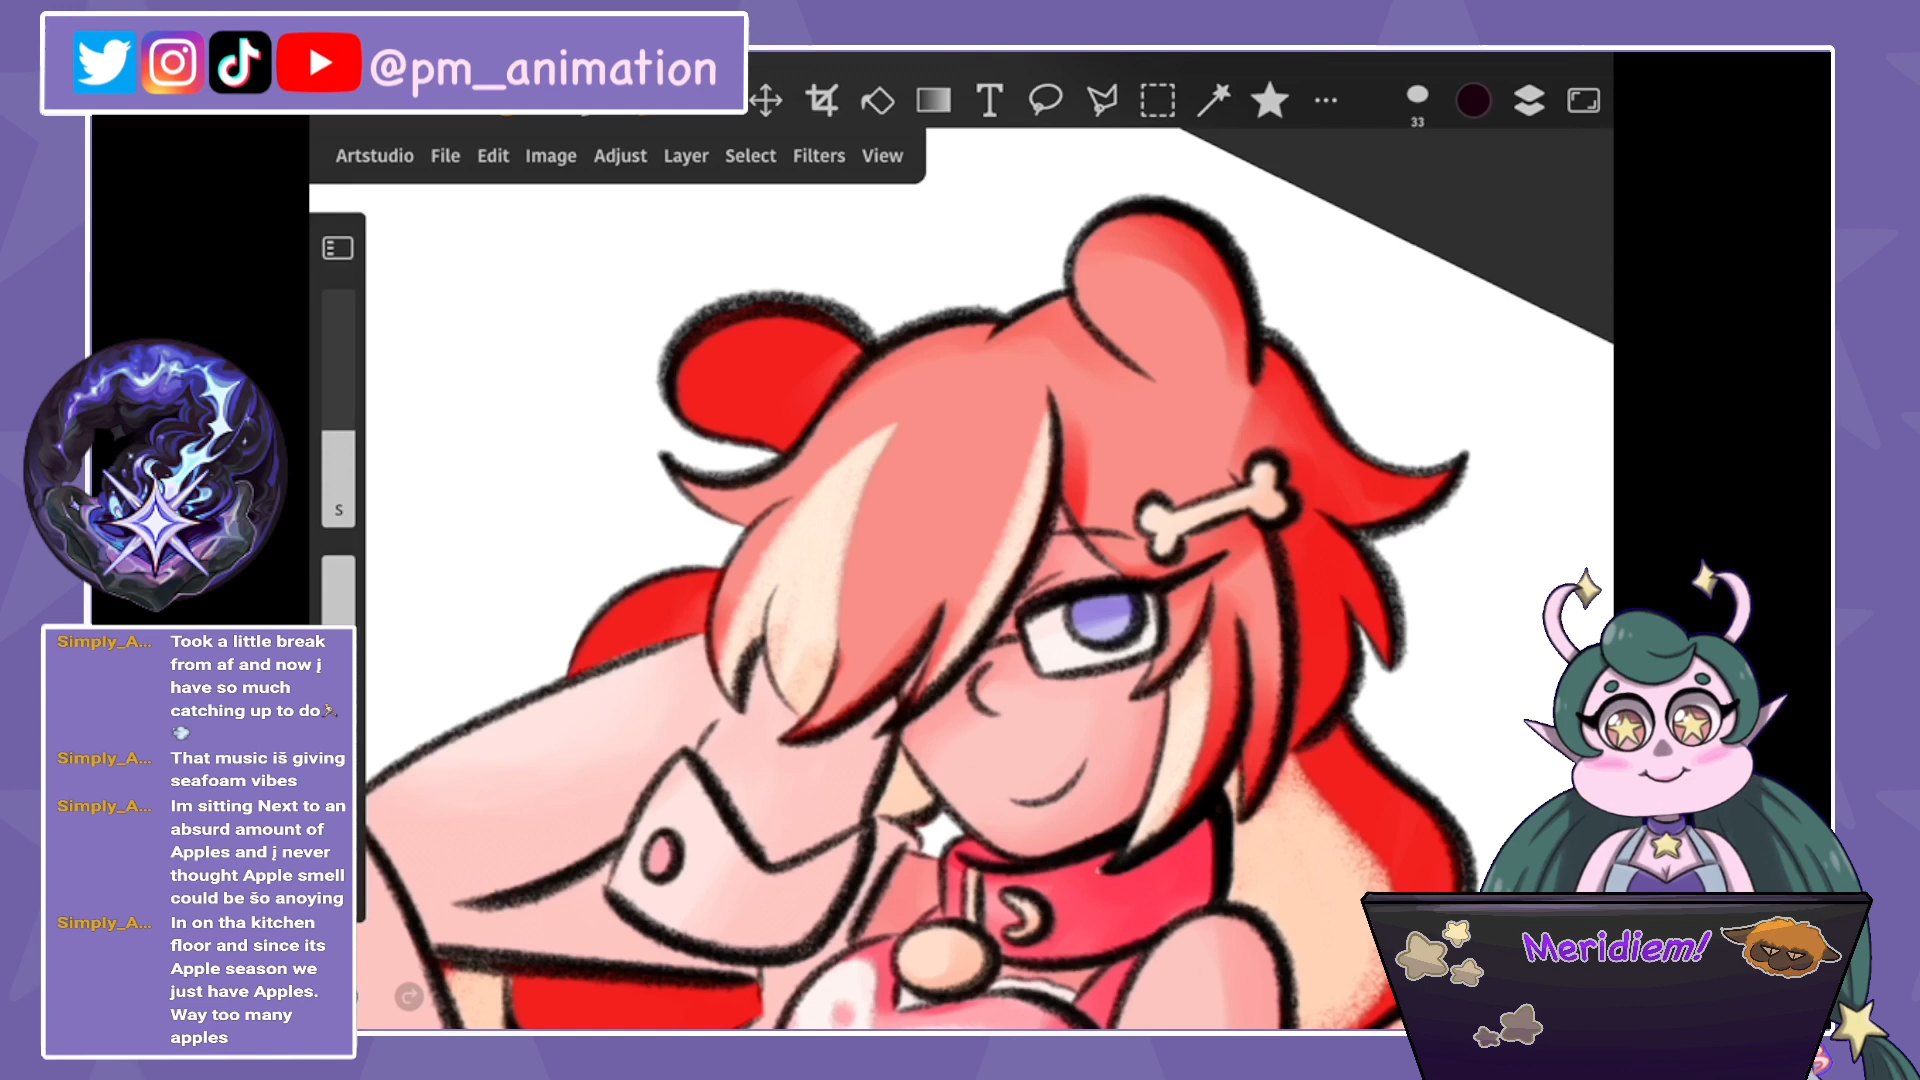 @pm_animation
33
Artstudio File Edit Image Adjust Layer Select Filters View
S
Simply_A... Took a little break
from af and now į
have so much
catching up to do
Simply_A... That music iš giving
seafoam vibes
Simply_A... Im sitting Next to an
absurd amount of
Apples and į never
thought Apple smell
could be šo anoying
Simply_A... In on tha kitchen
floor and since its
Apple season we
just have Apples.
Way too many
apples
Meridiem!